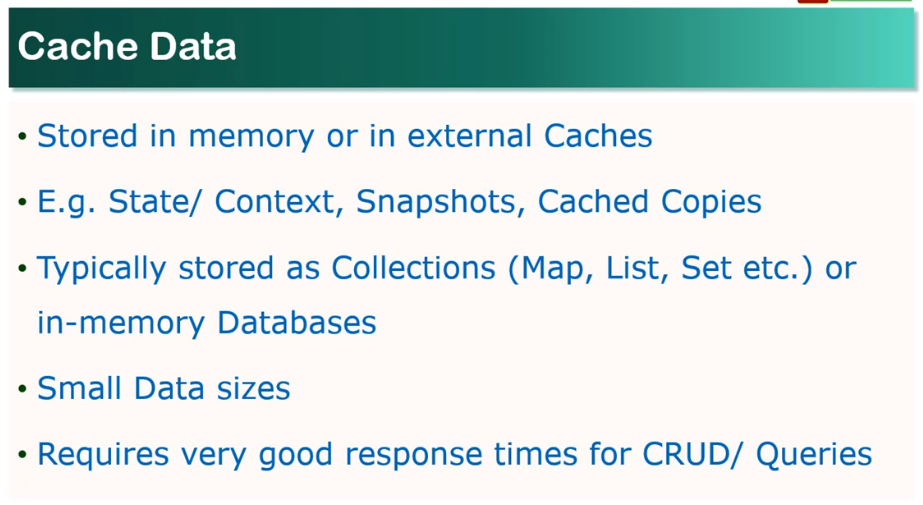 Cache Data
• Stored in memory or in external Caches
• E.g. State/ Context, Snapshots, Cached Copies
• Typically stored as Collections (Map, List, Set etc.) or
in-memory Databases
• Small Data sizes
• Requires very good response times for CRUD/ Queries